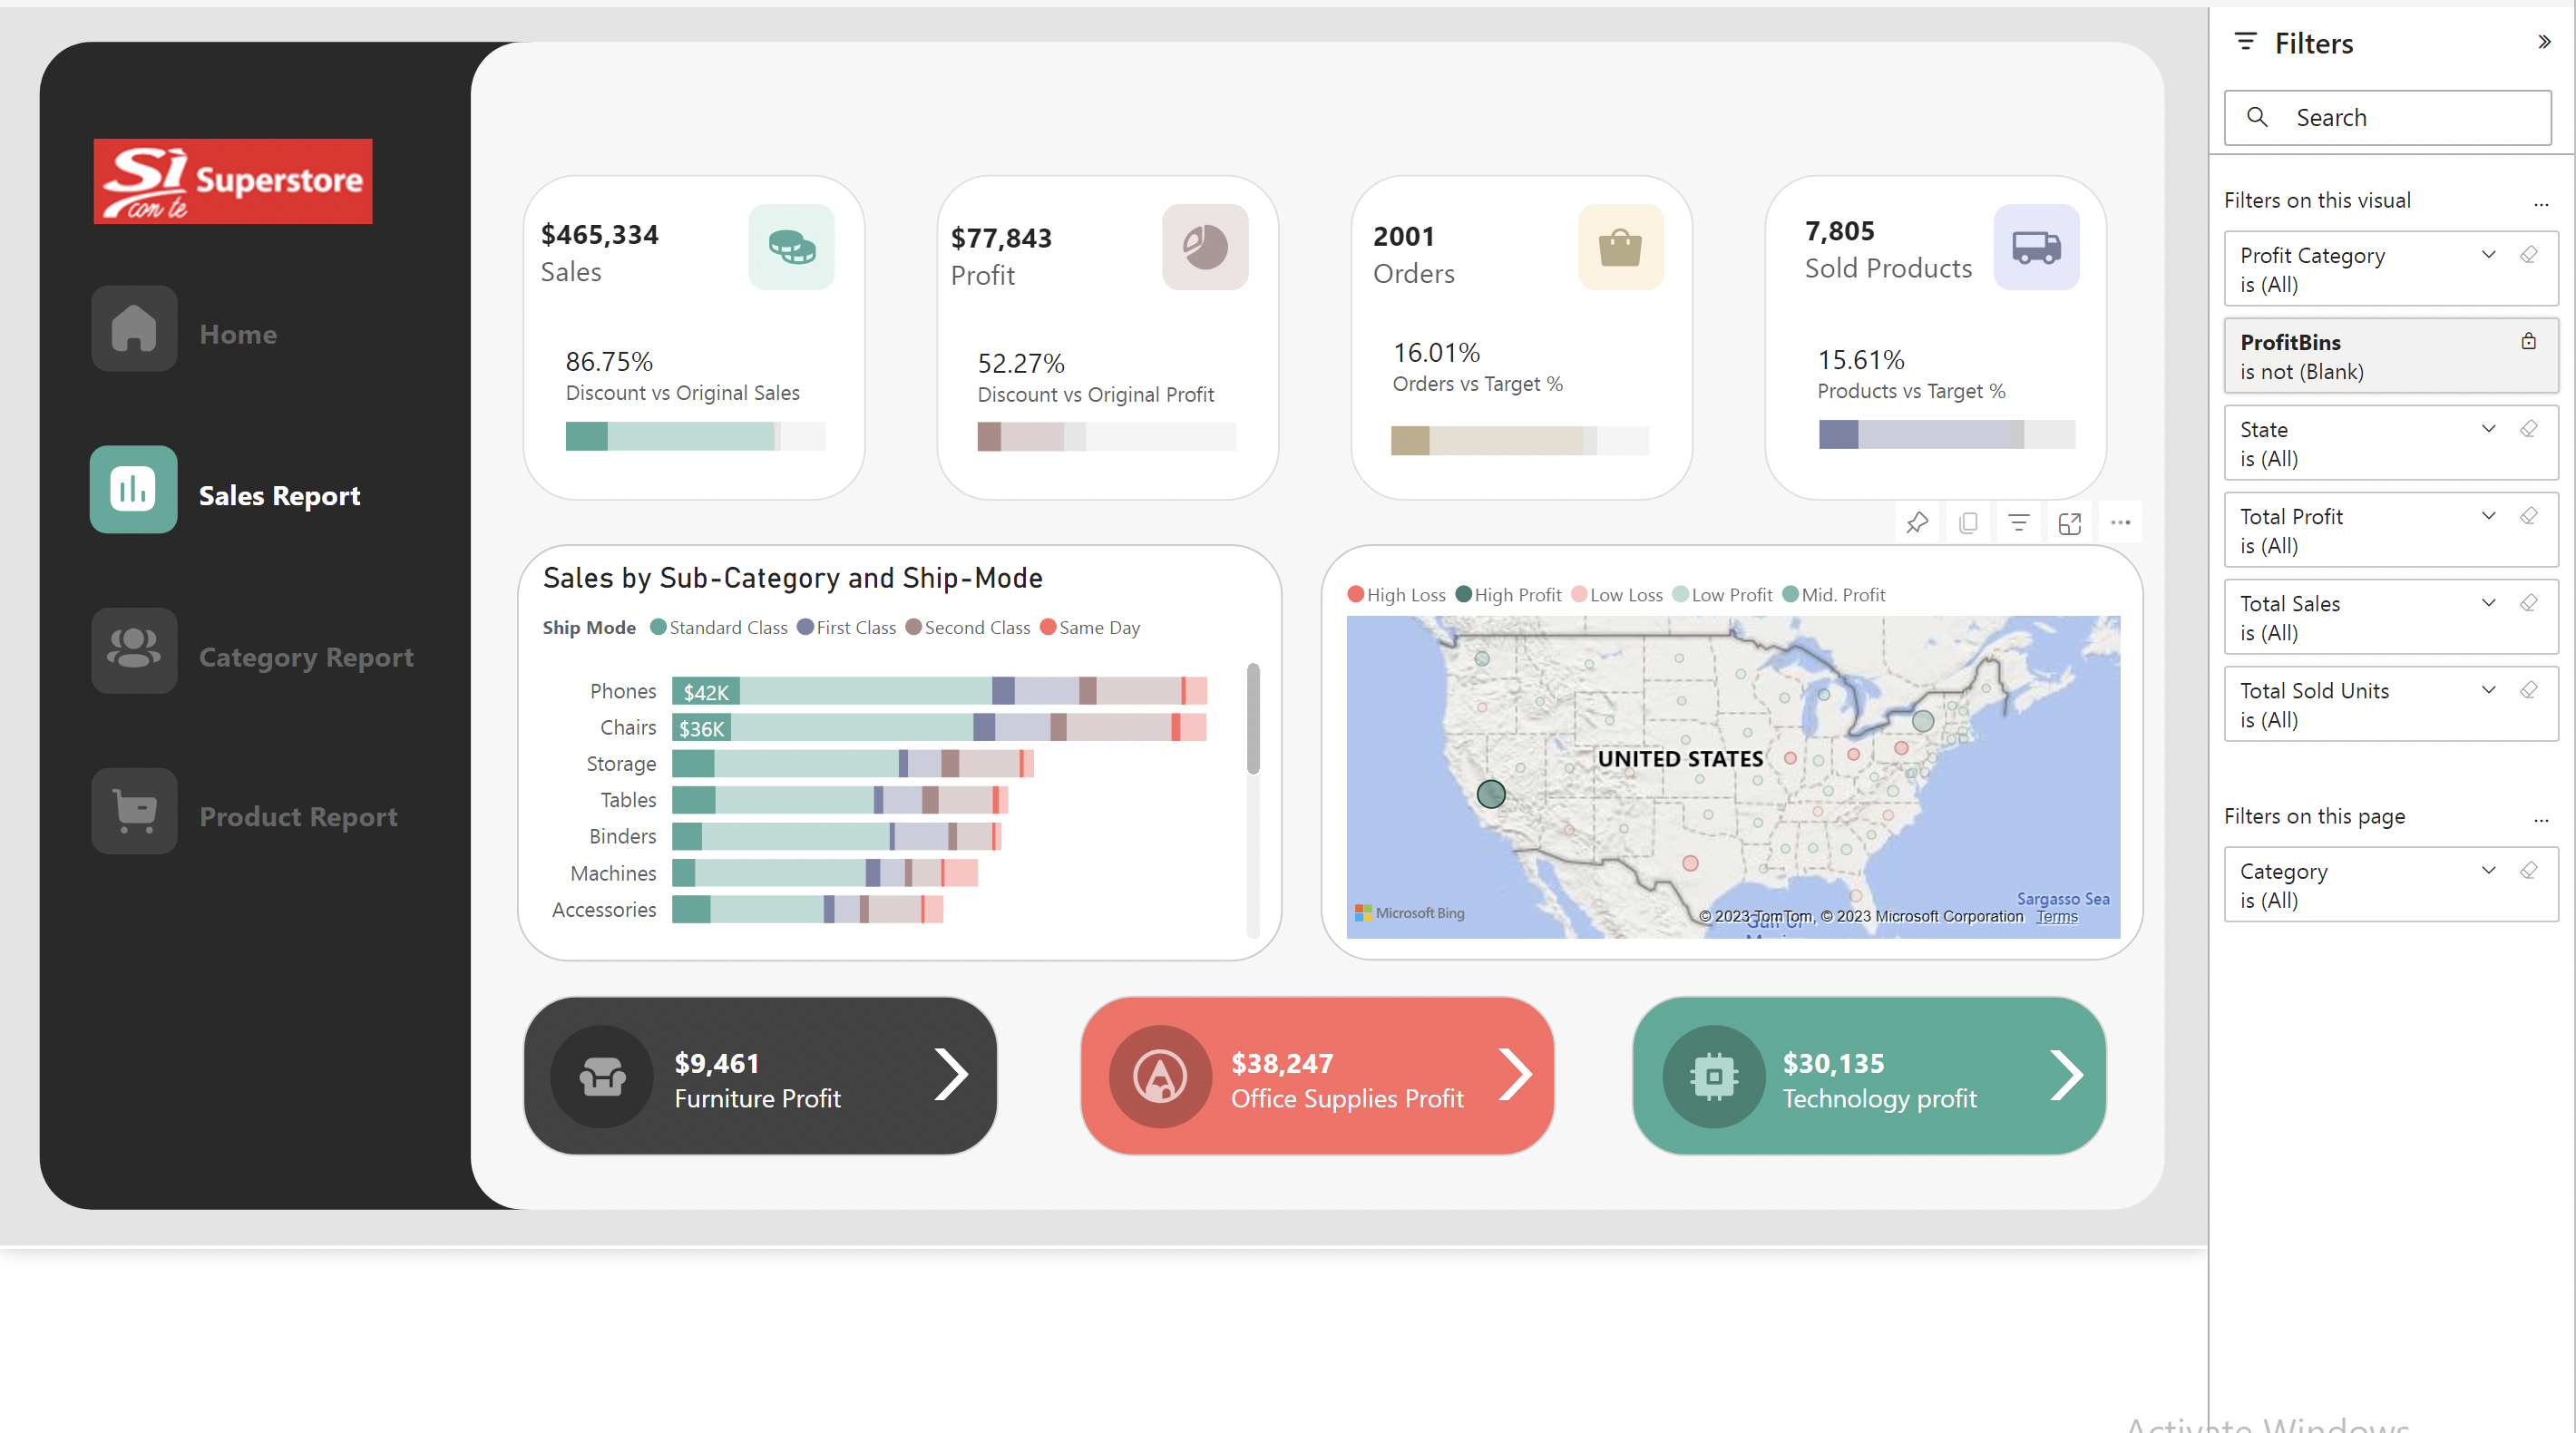 Sì
con te
Superstore
Home
Sales Report
Category Report
Product Report
$465,334
Sales
86.75%
Discount vs Original Sales
$77,843
Profit
52.27%
Discount vs Original Profit
2001
Orders
16.01%
Orders vs Target %
7,805
Sold Products
15.61%
Products vs Target %
Sales by Sub-Category and Ship-Mode
Ship Mode Standard Class First Class Second Class Same Day
Phones $42K
Chairs $36K
Storage
Tables
Binders
Machines
Accessories
High Loss High Profit Low Loss Low Profit Mid. Profit
UNITED STATES
Sargasso Sea
Microsoft Bing
© 2023 TomTom, © 2023 Microsoft Corporation Terms
Gulf of
$9,461
Furniture Profit
$38,247
Office Supplies Profit
$30,135
Technology profit
Filters
Search
Filters on this visual
...
Profit Category
is (All)
ProfitBins
is not (Blank)
State
is (All)
Total Profit
is (All)
Total Sales
is (All)
Total Sold Units
is (All)
Filters on this page
...
Category
is (All)
Activate Windows